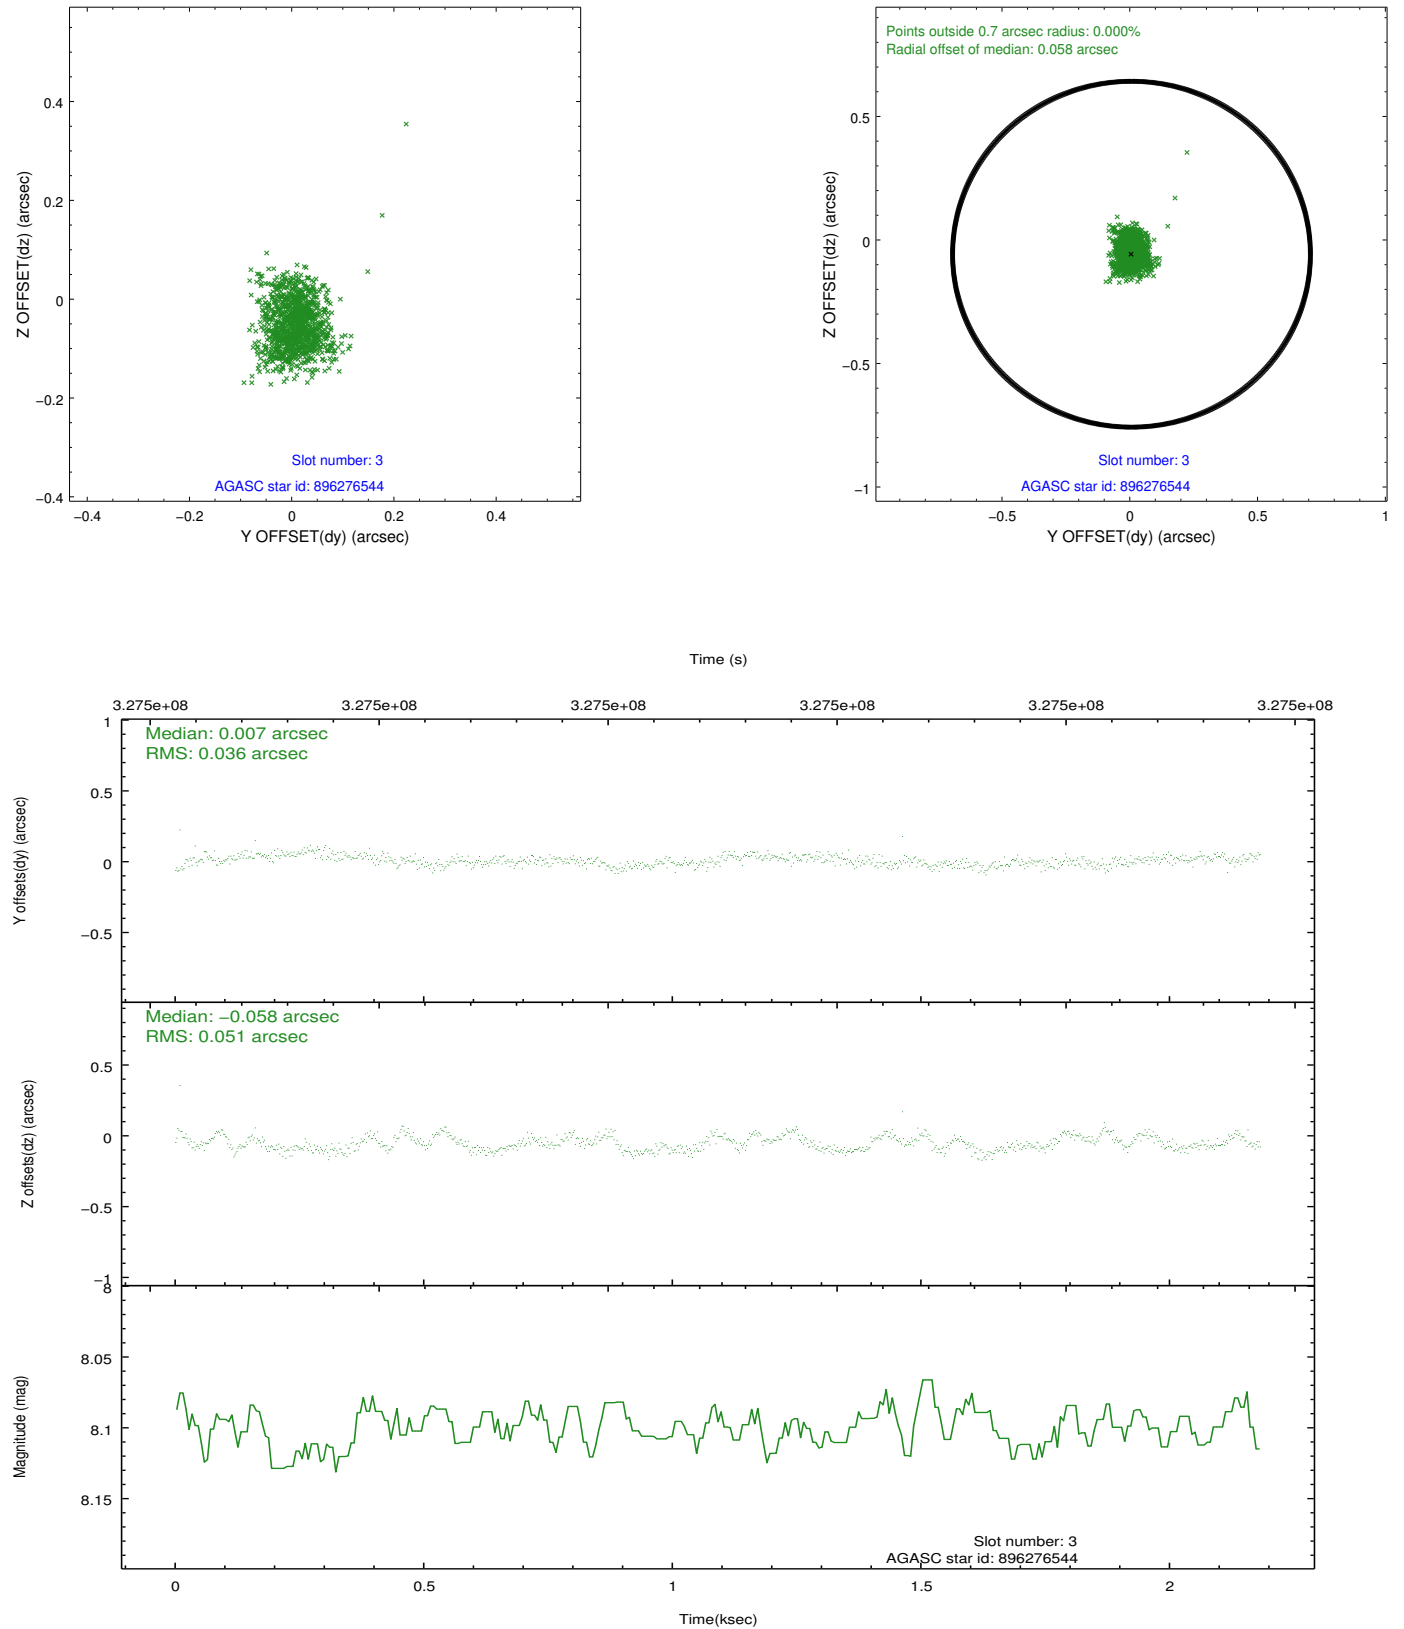 0.4
0.2
0
−0.2
−0.4
Z OFFSET(dz) (arcsec)
Slot number: 3
AGASC star id: 896276544
−0.4 −0.2 0 0.2 0.4
Y OFFSET(dy) (arcsec)
Points outside 0.7 arcsec radius: 0.000%
Radial offset of median: 0.058 arcsec
0.5
0
−0.5
−1
Z OFFSET(dz) (arcsec)
Slot number: 3
AGASC star id: 896276544
−0.5 0 0.5 1
Y OFFSET(dy) (arcsec)
Time (s)
3.275e+08 3.275e+08 3.275e+08 3.275e+08 3.275e+08 3.275e+08
Median: 0.007 arcsec
RMS: 0.036 arcsec
1
0.5
0
−0.5
Y offsets(dy) (arcsec)
Median: −0.058 arcsec
RMS: 0.051 arcsec
0.5
0
−0.5
−1
Z offsets(dz) (arcsec)
8
8.05
8.1
8.15
Magnitude (mag)
Slot number: 3
AGASC star id: 896276544
0 0.5 1 1.5 2
Time(ksec)